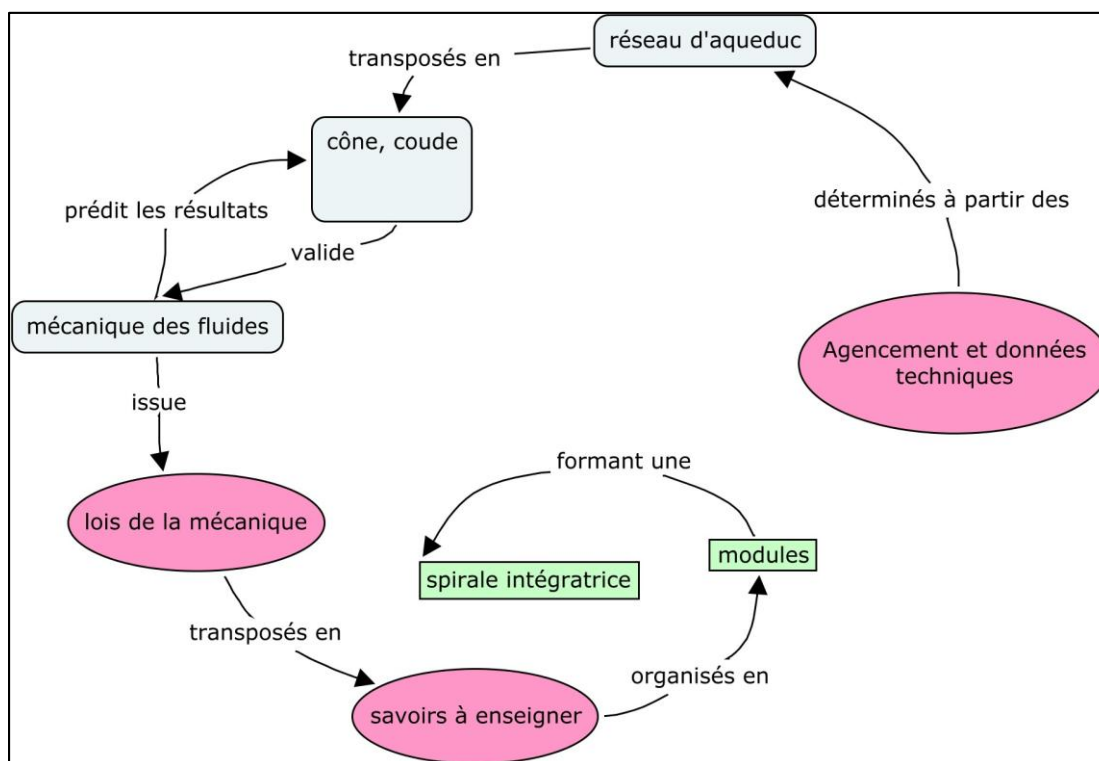 réseau d'aqueduc
transposés en
cône, coude
prédit les résultats
déterminés à partir des
valide
mécanique des fluides
Agencement et données
techniques
issue
formant une
lois de la mécanique
modules
spirale intégratrice
transposés en
organisés en
savoirs à enseigner